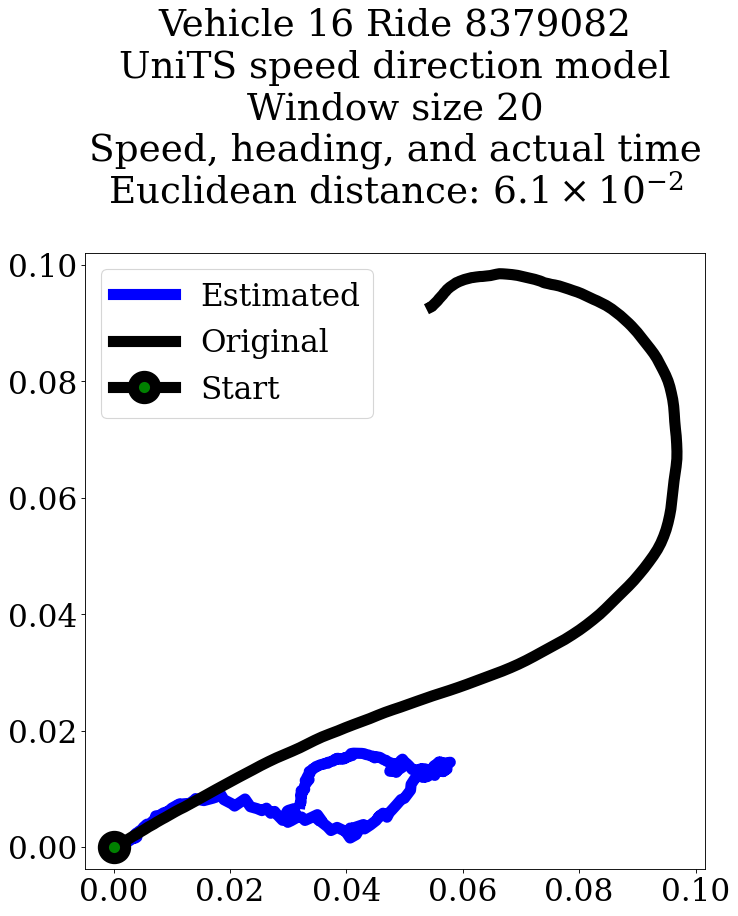 Vehicle 16 Ride 8379082
UniTS speed direction model
Window size 20
Speed, heading, and actual time
Euclidean distance: 6.1 × 10⁻²
0.10
0.08
0.06
0.04
0.02
0.00
Estimated
Original
Start
0.00 0.02 0.04 0.06 0.08 0.10